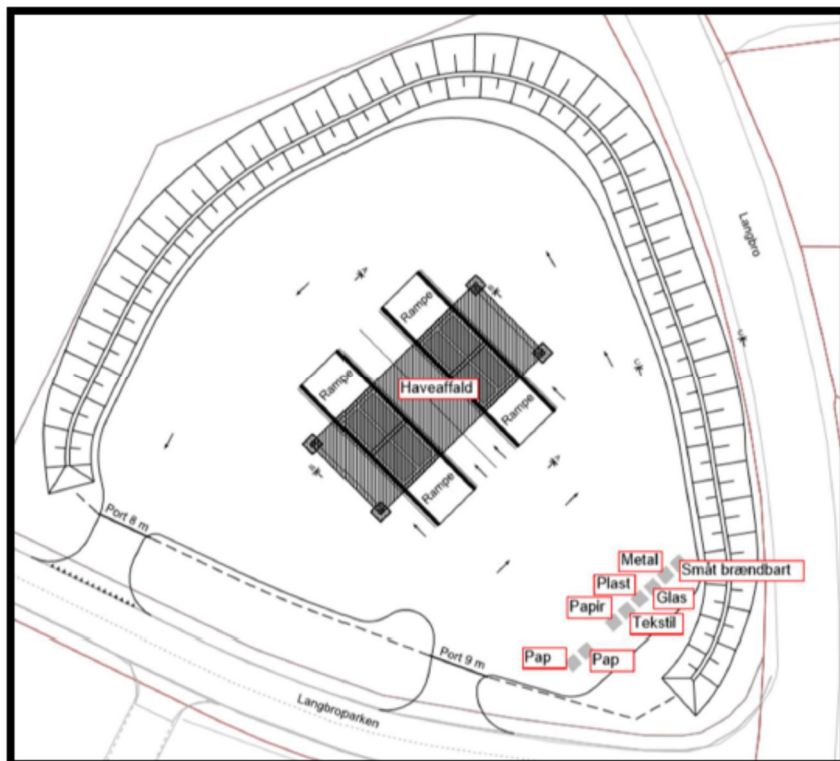 Langbro
Rampe
Rampe
Haveaffald
Rampe
Rampe
Port 8 m
Metal
Småt brændbart
Plast
Glas
Papir
Tekstil
Port 9 m
Pap
Pap
Langbroparken